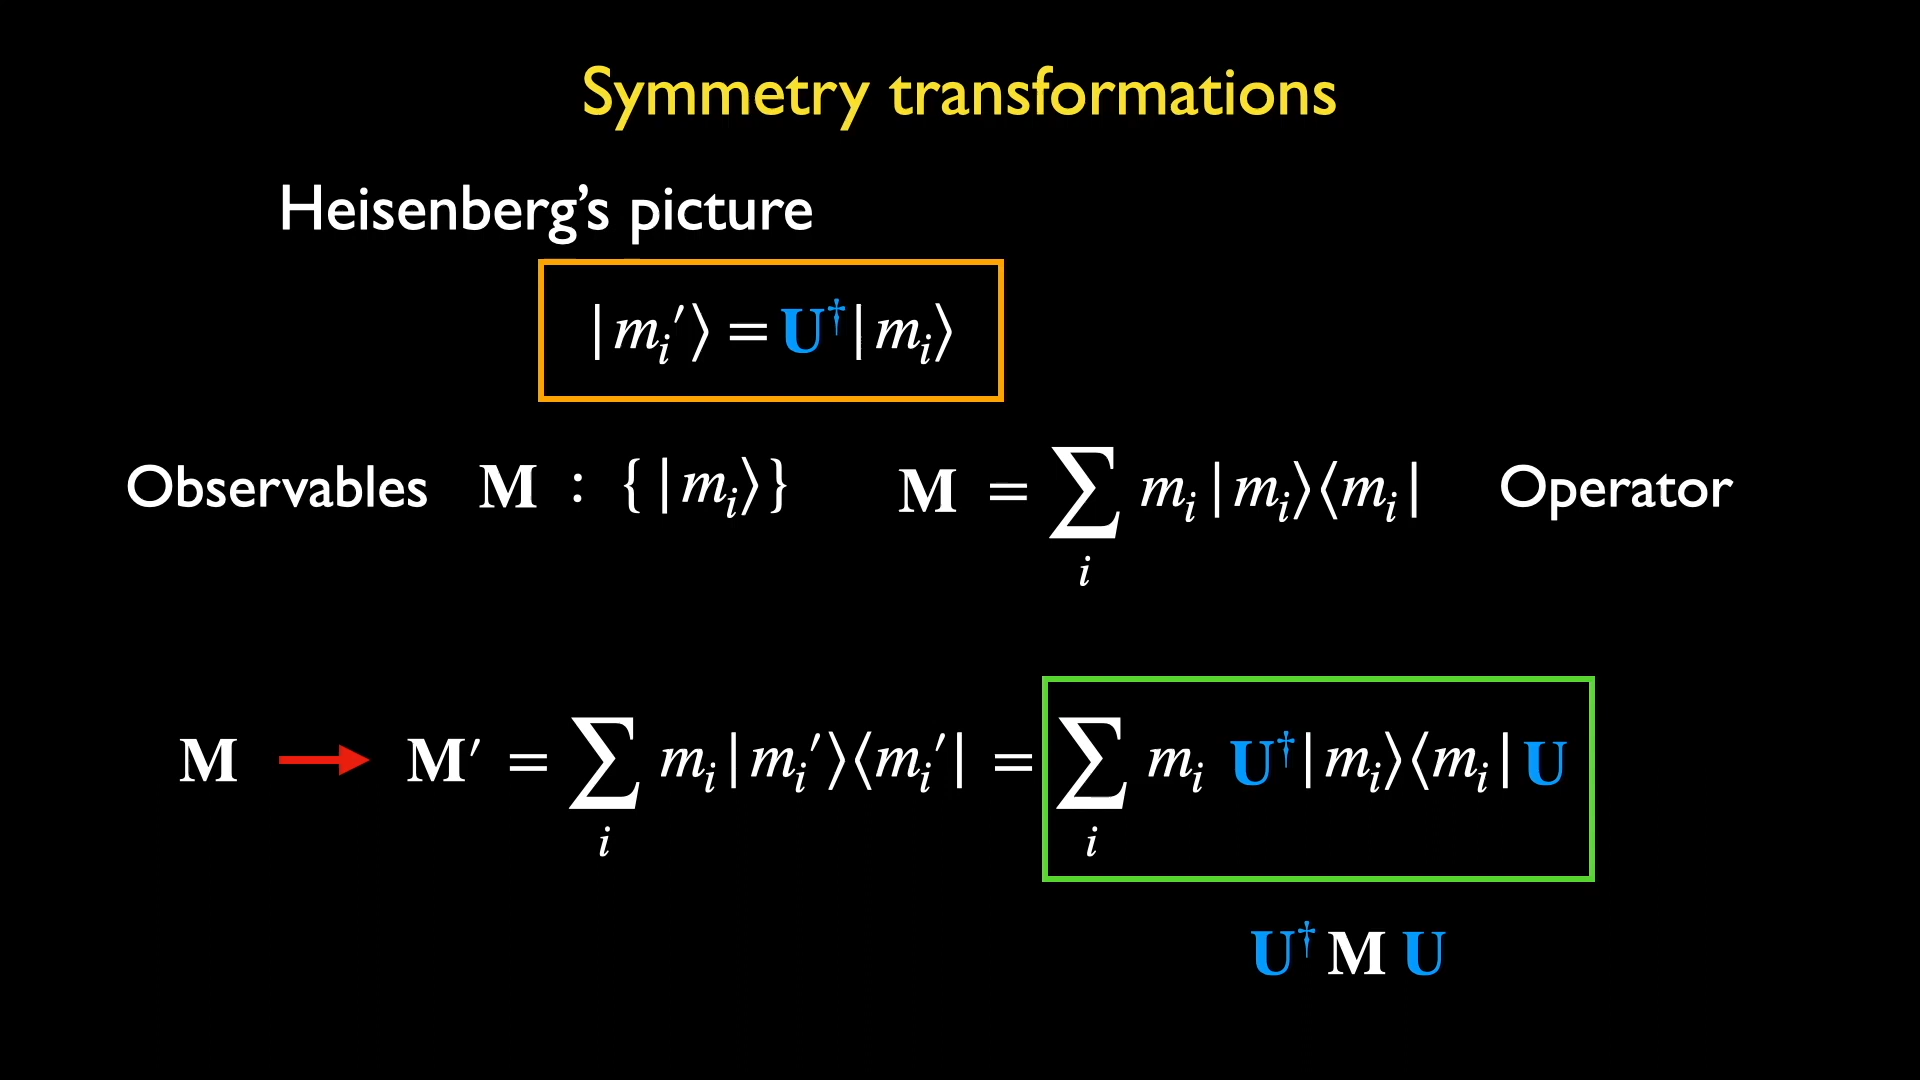 Symmetry transformations
Heisenberg’s picture
|mᵢ′⟩ = U†|mᵢ⟩
Observables M : {|mᵢ⟩} M = ∑ᵢ mᵢ|mᵢ⟩⟨mᵢ| Operator
M → M′ = ∑ᵢ mᵢ|mᵢ′⟩⟨mᵢ′| = ∑ᵢ mᵢ U†|mᵢ⟩⟨mᵢ|U
U† M U